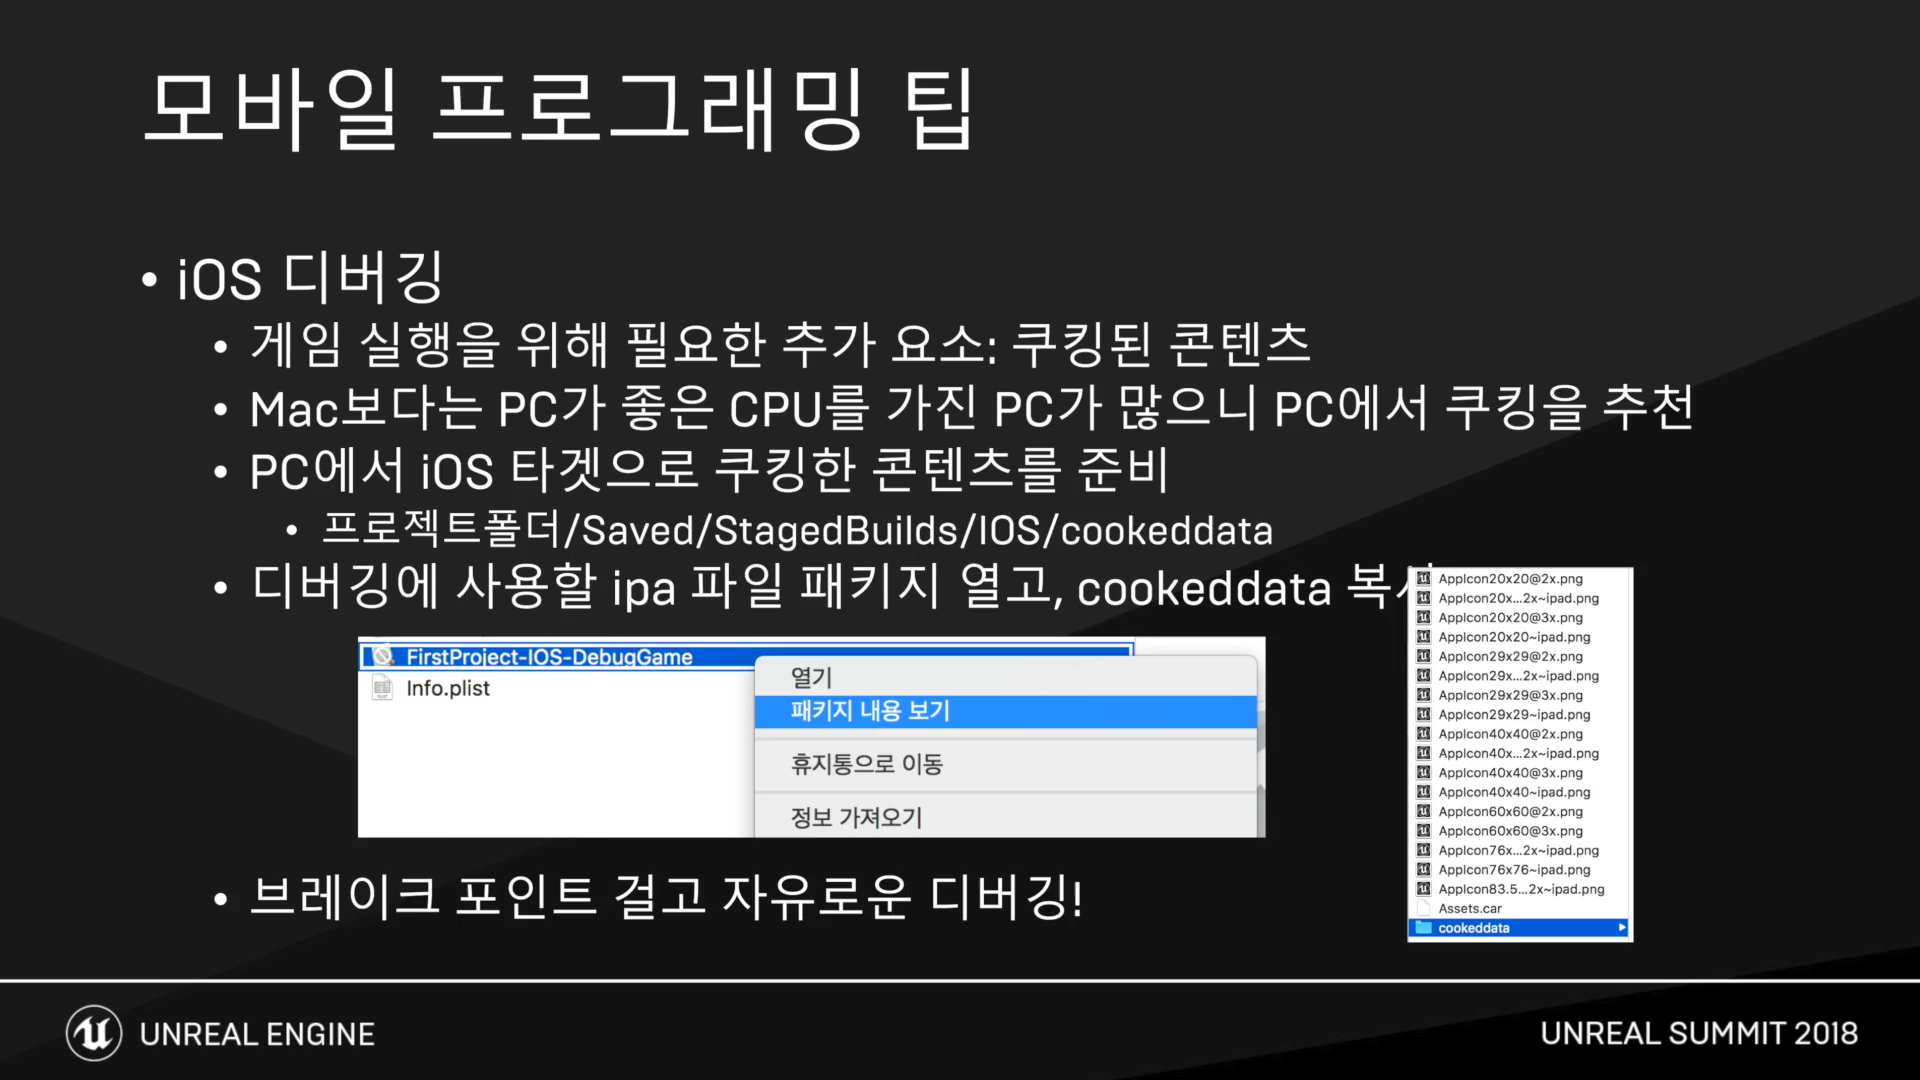 모바일 프로그래밍 팁
• iOS 디버깅
• 게임 실행을 위해 필요한 추가 요소: 쿠킹된 콘텐츠
• Mac보다는 PC가 좋은 CPU를 가진 PC가 많으니 PC에서 쿠킹을 추천
• PC에서 iOS 타겟으로 쿠킹한 콘텐츠를 준비
• 프로젝트폴더/Saved/StagedBuilds/IOS/cookeddata
• 디버깅에 사용할 ipa 파일 패키지 열고, cookeddata
FirstProject-IOS-DebugGame
Info.plist
열기
패키지 내용 보기
휴지통으로 이동
정보 가져오기
AppIcon20x20@2x.png
AppIcon20x...2x~ipad.png
AppIcon20x20@3x.png
AppIcon20x20~ipad.png
AppIcon29x29@2x.png
AppIcon29x...2x~ipad.png
AppIcon29x29@3x.png
AppIcon29x29~ipad.png
AppIcon40x40@2x.png
AppIcon40x...2x~ipad.png
AppIcon40x40@3x.png
AppIcon40x40~ipad.png
AppIcon60x60@2x.png
AppIcon60x60@3x.png
AppIcon76x...2x~ipad.png
AppIcon76x76~ipad.png
AppIcon83.5...2x~ipad.png
Assets.car
cookeddata
• 브레이크 포인트 걸고 자유로운 디버깅!
UNREAL ENGINE
UNREAL SUMMIT 2018